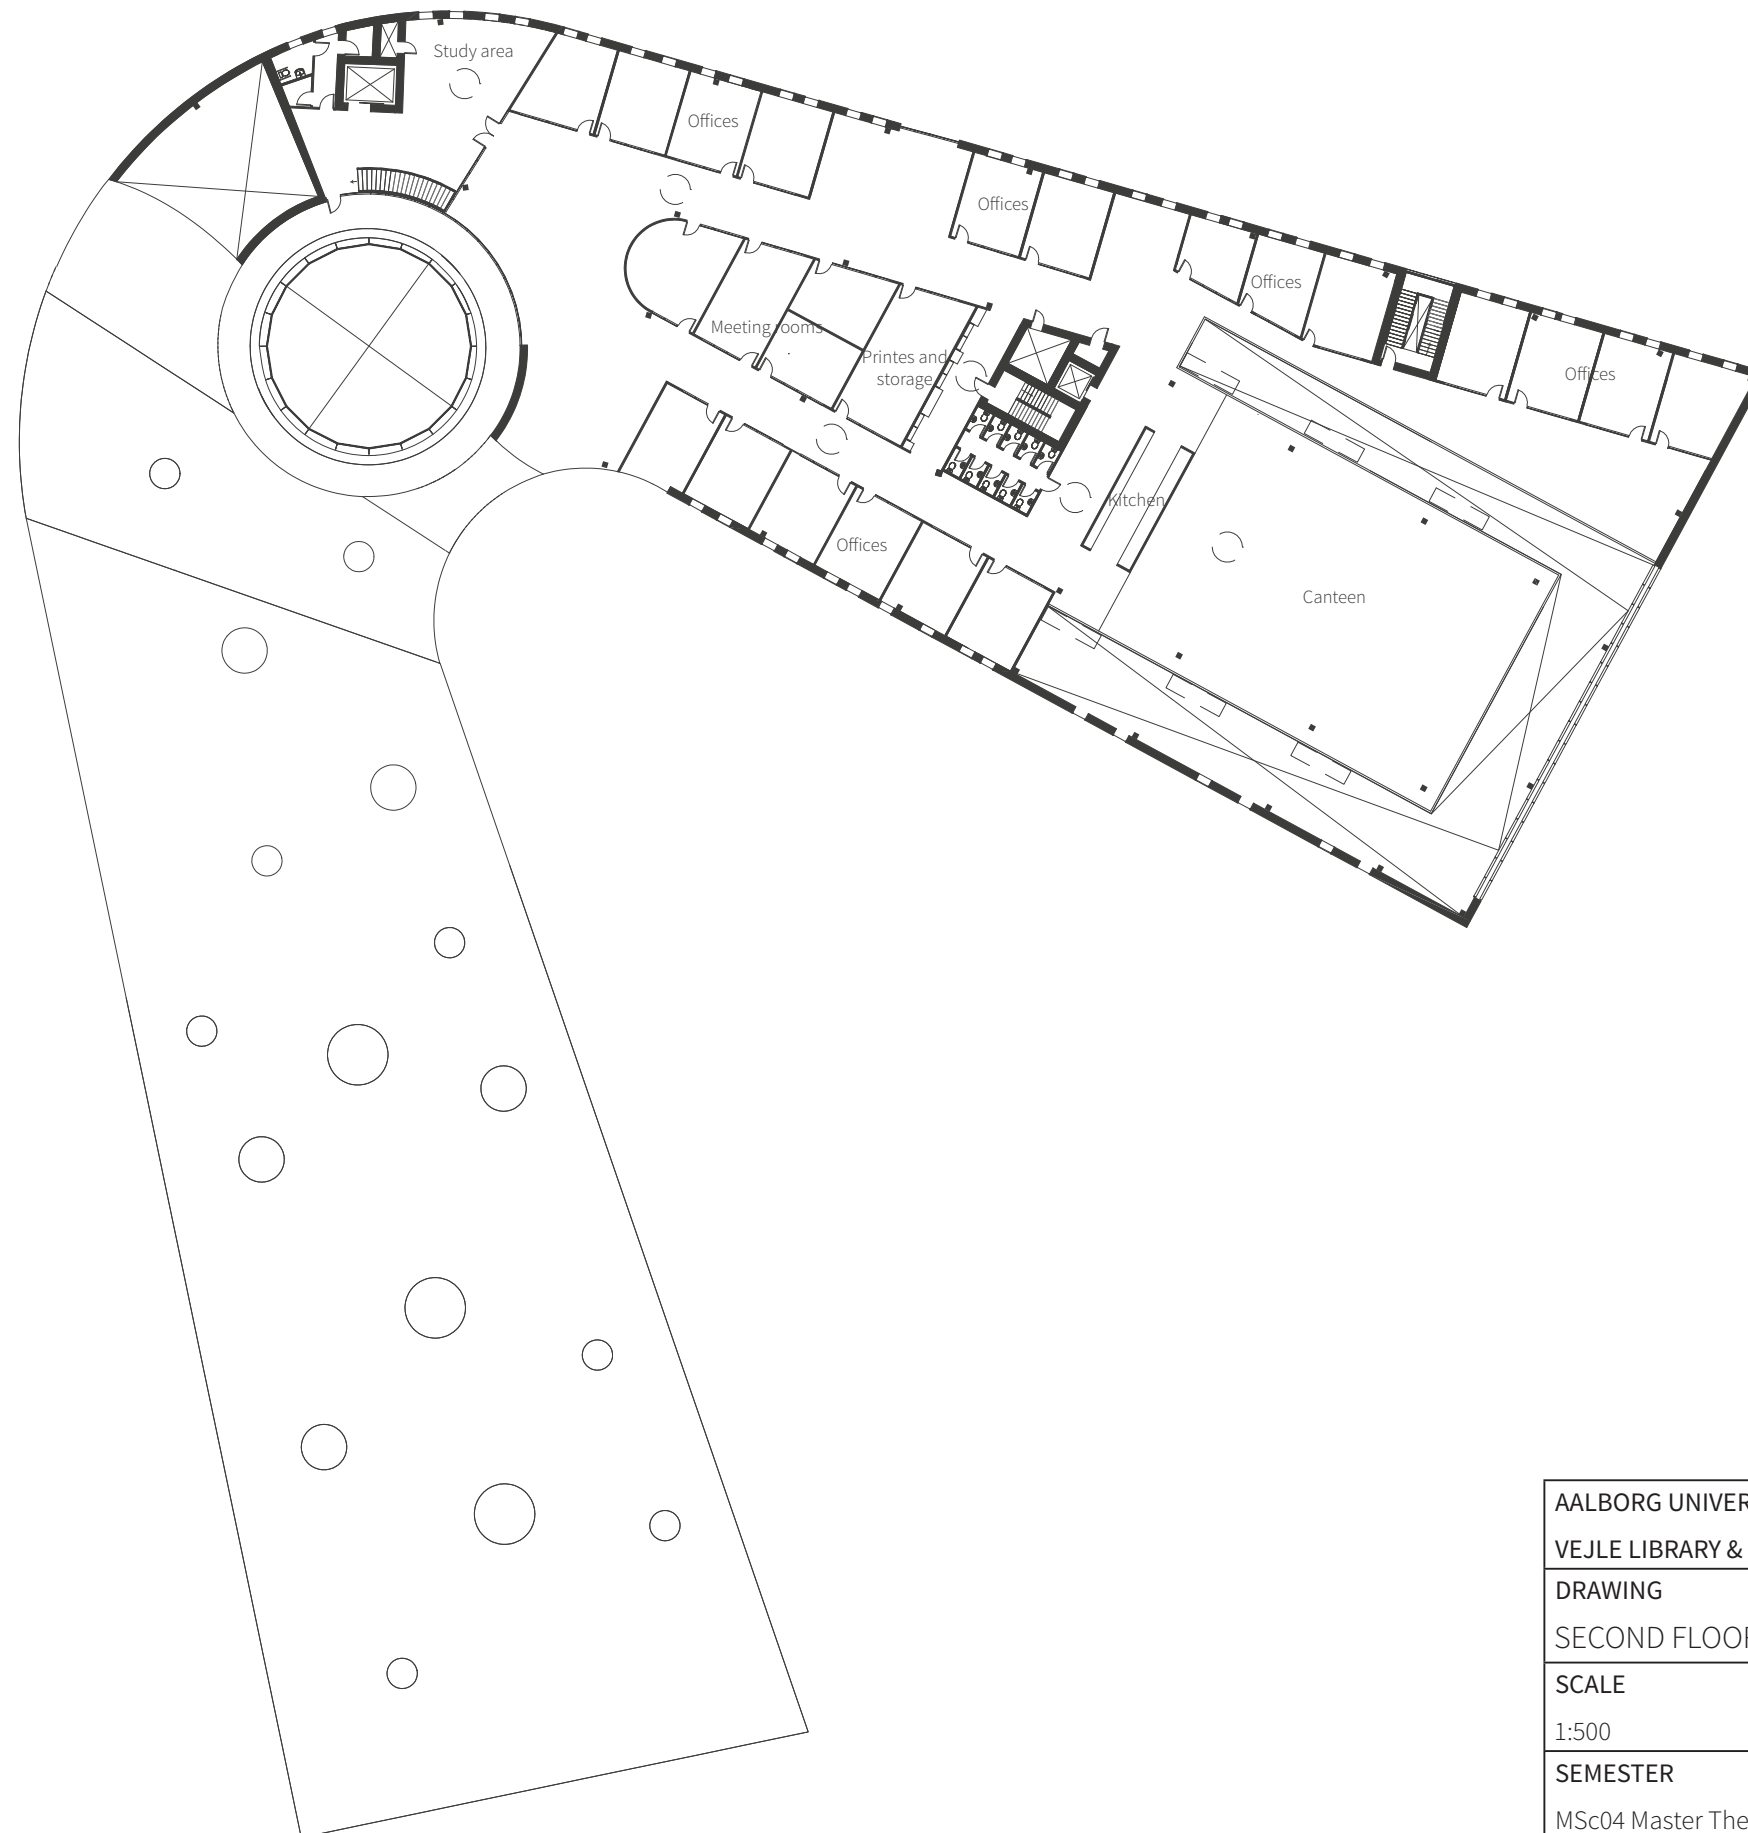 Study area
Offices
Offices
Offices
Meeting rooms
Printes and
storage
Offices
Kitchen
Offices
Canteen
AALBORG UNIVER
VEJLE LIBRARY &
DRAWING
SECOND FLOOR
SCALE
1:500
SEMESTER
MSc04 Master The